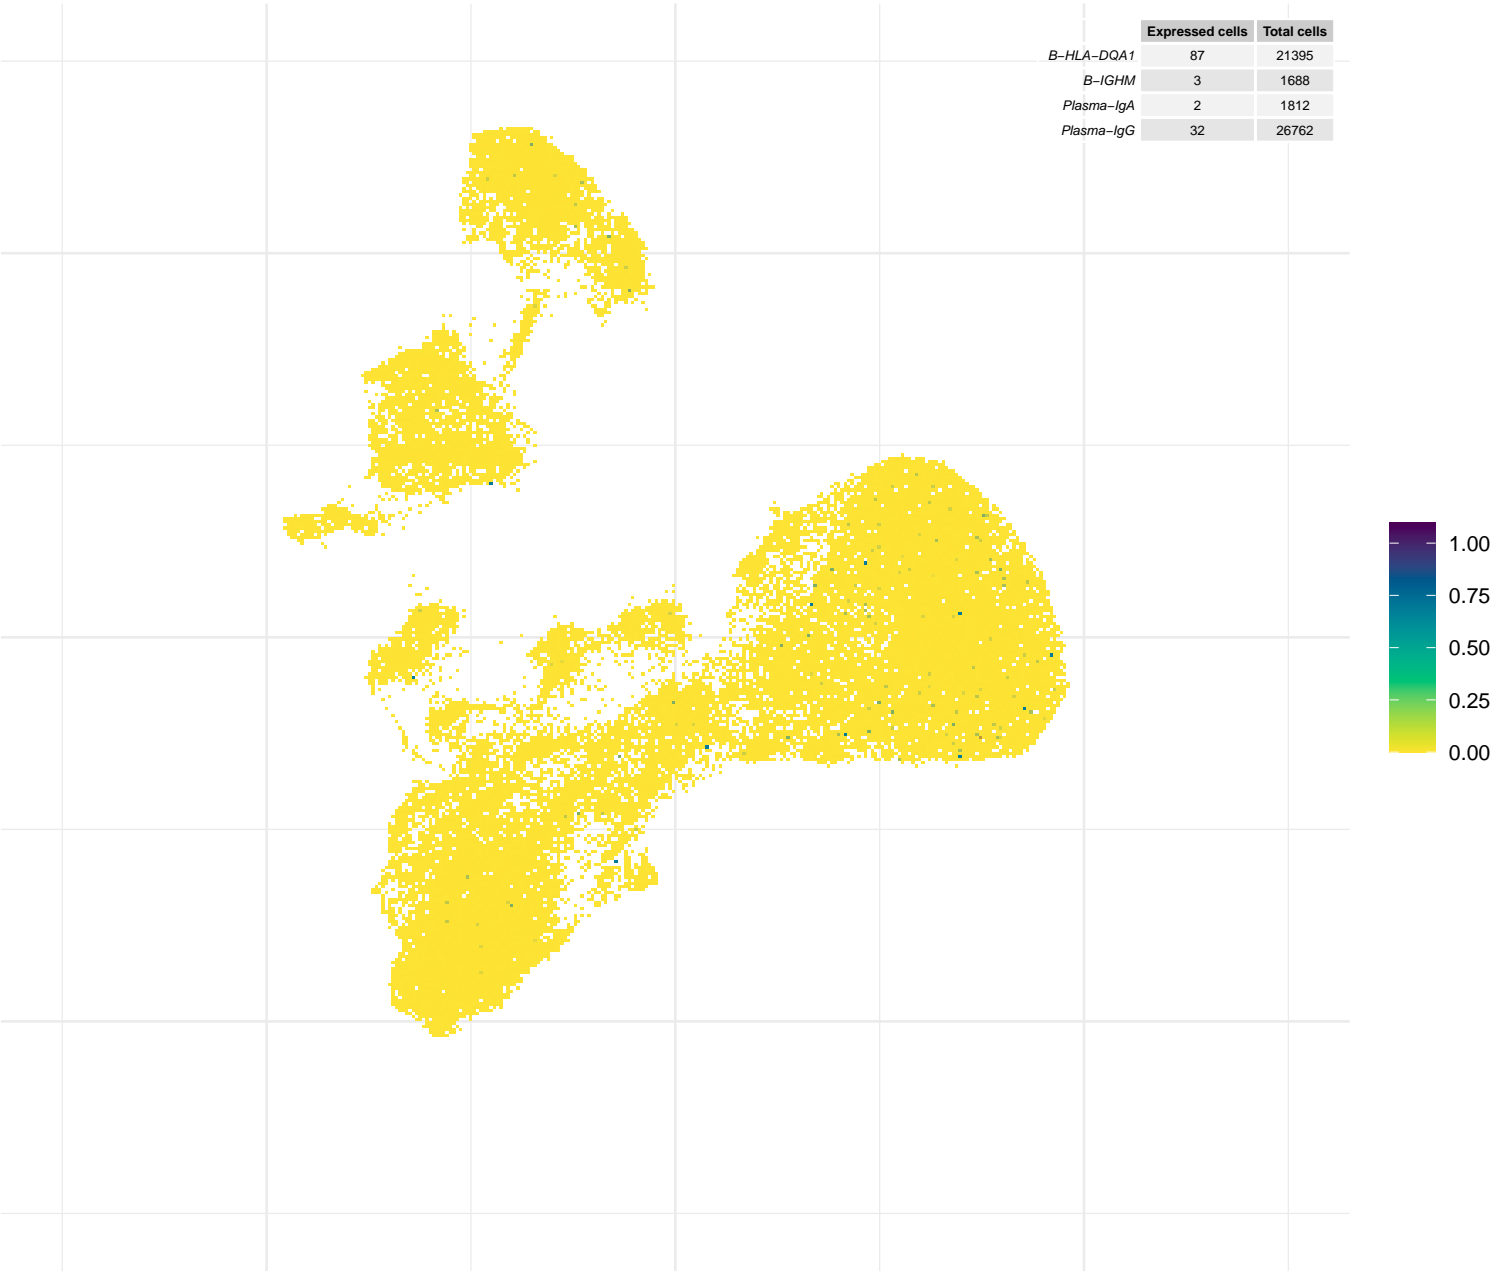 Expressed cells Total cells
B−HLA−DQA1 87 21395
B−IGHM 3 1688
Plasma−IgA 2 1812
Plasma−IgG 32 26762
1.00
0.75
0.50
0.25
0.00